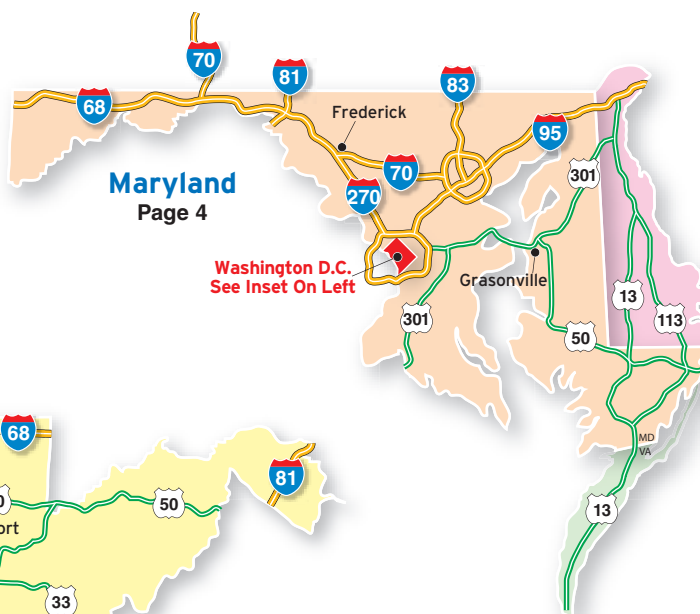 70
81
83
68
Frederick
95
70
301
Maryland
Page 4
270
Washington D.C.
See Inset On Left
Grasonville
13
301
113
50
68
MD
VA
81
50
13
ort
33